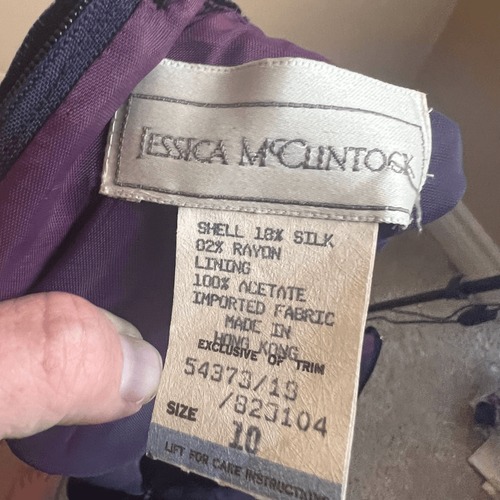 JESSICA McCLINTOCK
SHELL 18% SILK
82% RAYON
LINING
100% ACETATE
IMPORTED FABRIC
MADE IN
HONG KONG
EXCLUSIVE OF TRIM
54373/13
/823104
SIZE
10
LIFT FOR CARE INSTRUCTIONS